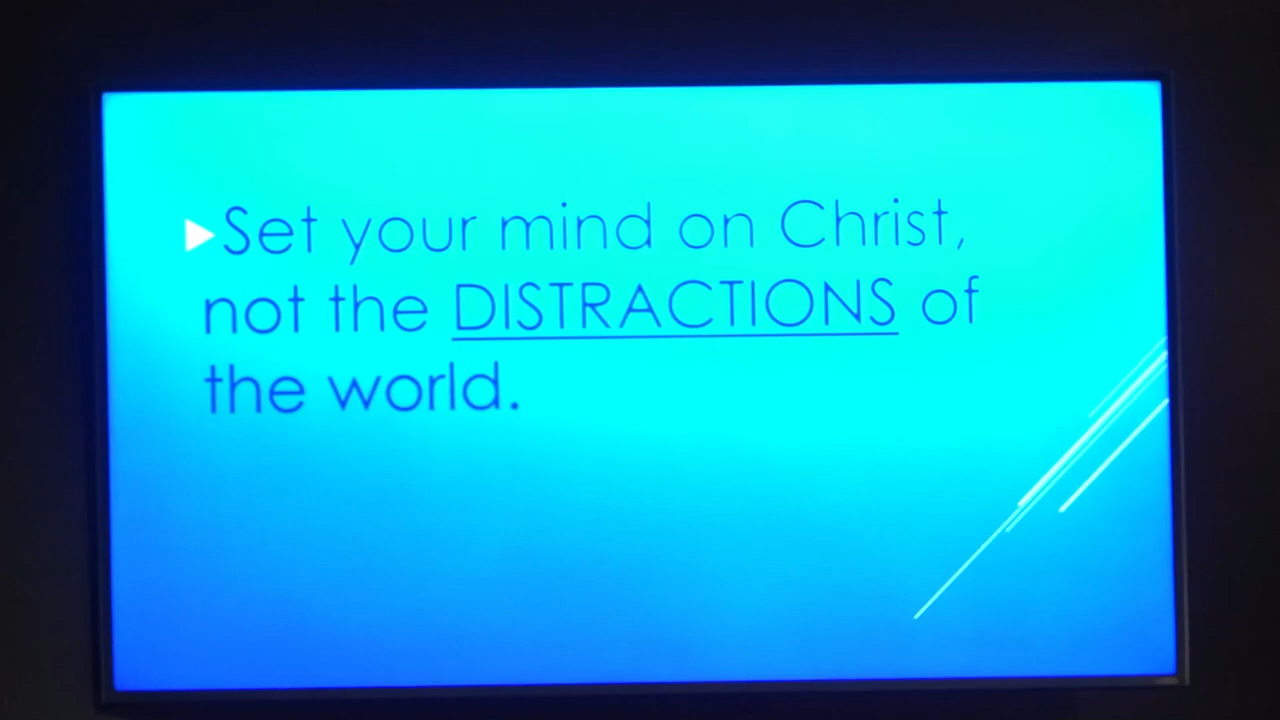 Set your mind on Christ,
not the DISTRACTIONS of
the world.